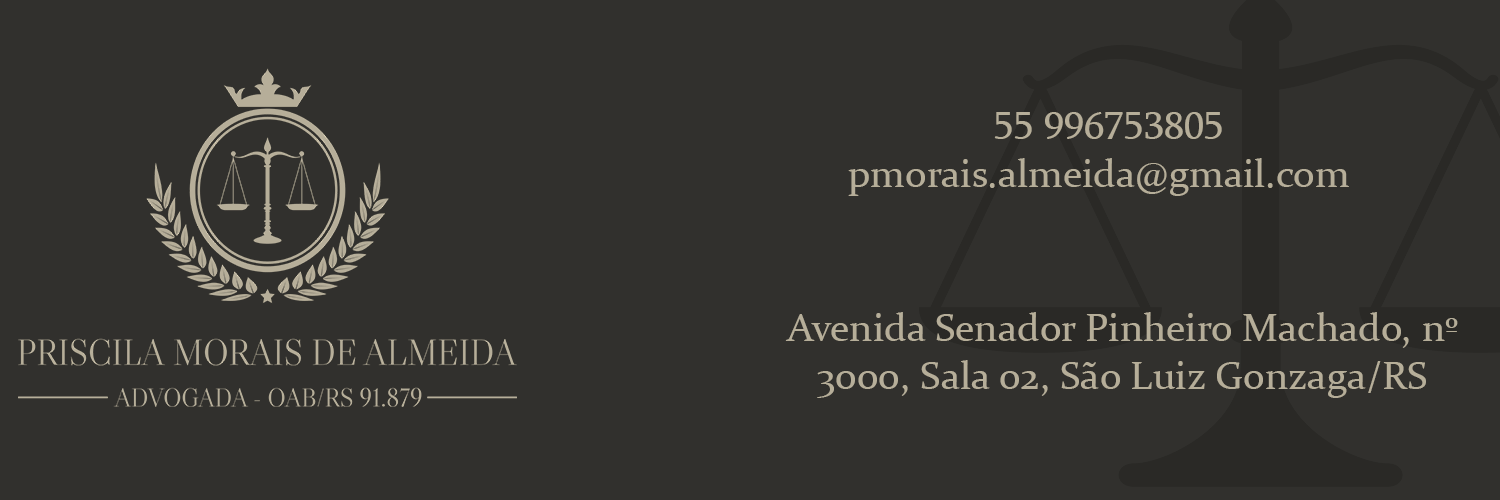 PRISCILA MORAIS DE ALMEIDA
ADVOGADA - OAB/RS 91.879
55 996753805
pmorais.almeida@gmail.com
Avenida Senador Pinheiro Machado, nº
3000, Sala 02, São Luiz Gonzaga/RS